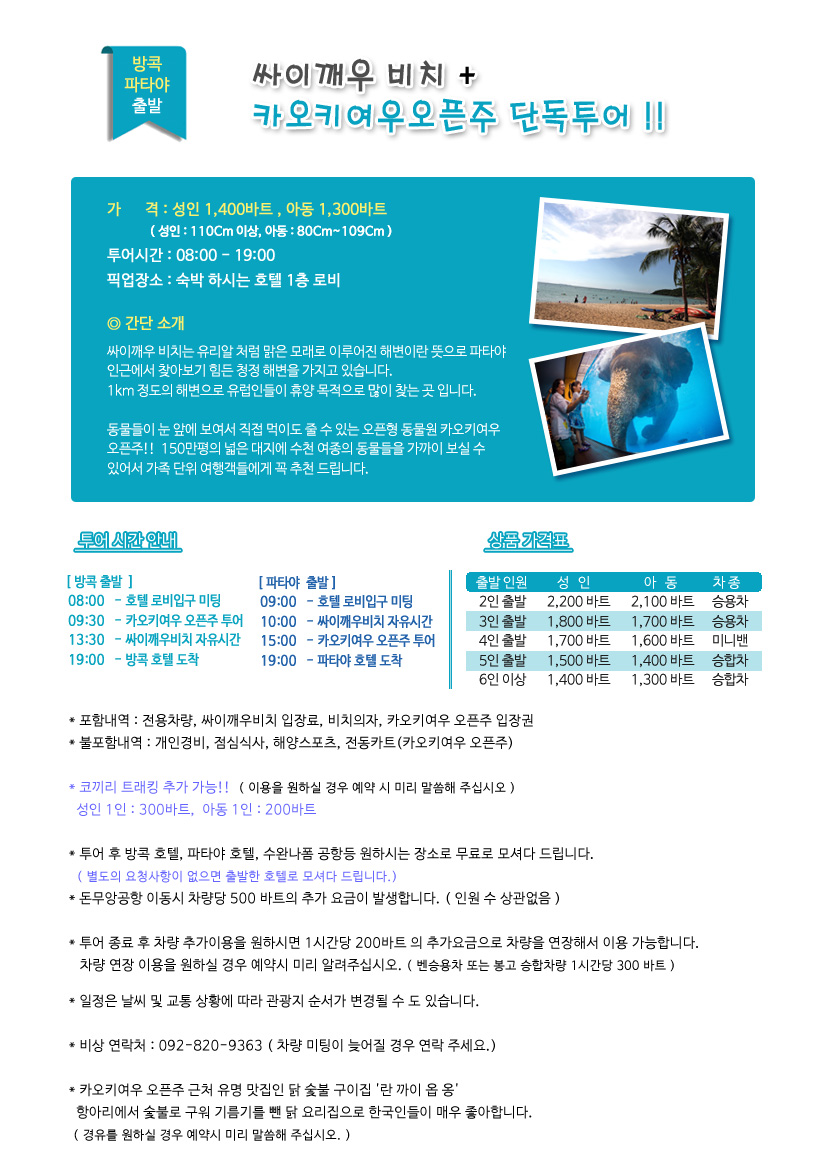 방콕
파타야
출발
싸이깨우 비치 +
카오키여우오픈주 단독투어 !!
가 격 : 성인 1,400바트 , 아동 1,300바트
( 성인 : 110Cm 이상, 아동 : 80Cm~109Cm )
투어시간 : 08:00 - 19:00
픽업장소 : 숙박 하시는 호텔 1층 로비
◎ 간단 소개
싸이깨우 비치는 유리알 처럼 맑은 모래로 이루어진 해변이란 뜻으로 파타야
인근에서 찾아보기 힘든 청정 해변을 가지고 있습니다.
1km 정도의 해변으로 유럽인들이 휴양 목적으로 많이 찾는 곳 입니다.
동물들이 눈 앞에 보여서 직접 먹이도 줄 수 있는 오픈형 동물원 카오키여우
오픈주!! 150만평의 넓은 대지에 수천 여종의 동물들을 가까이 보실 수
있어서 가족 단위 여행객들에게 꼭 추천 드립니다.
투어 시간 안내
[ 방콕 출발 ]
08:00 - 호텔 로비입구 미팅
09:30 - 카오키여우 오픈주 투어
13:30 - 싸이깨우비치 자유시간
19:00 - 방콕 호텔 도착
[ 파타야 출발 ]
09:00 - 호텔 로비입구 미팅
10:00 - 싸이깨우비치 자유시간
15:00 - 카오키여우 오픈주 투어
19:00 - 파타야 호텔 도착
상품 가격표
출발 인원 성 인 아 동 차 종
2인 출발 2,200 바트 2,100 바트 승용차
3인 출발 1,800 바트 1,700 바트 승용차
4인 출발 1,700 바트 1,600 바트 미니밴
5인 출발 1,500 바트 1,400 바트 승합차
6인 이상 1,400 바트 1,300 바트 승합차
* 포함내역 : 전용차량, 싸이깨우비치 입장료, 비치의자, 카오키여우 오픈주 입장권
* 불포함내역 : 개인경비, 점심식사, 해양스포츠, 전동카트(카오키여우 오픈주)
* 코끼리 트래킹 추가 가능!! ( 이용을 원하실 경우 예약 시 미리 말씀해 주십시오 )
성인 1인 : 300바트, 아동 1인 : 200바트
* 투어 후 방콕 호텔, 파타야 호텔, 수완나폼 공항등 원하시는 장소로 무료로 모셔다 드립니다.
( 별도의 요청사항이 없으면 출발한 호텔로 모셔다 드립니다.)
* 돈무앙공항 이동시 차량당 500 바트의 추가 요금이 발생합니다. ( 인원 수 상관없음 )
* 투어 종료 후 차량 추가이용을 원하시면 1시간당 200바트 의 추가요금으로 차량을 연장해서 이용 가능합니다.
차량 연장 이용을 원하실 경우 예약시 미리 알려주십시오. ( 벤승용차 또는 봉고 승합차량 1시간당 300 바트 )
* 일정은 날씨 및 교통 상황에 따라 관광지 순서가 변경될 수 도 있습니다.
* 비상 연락처 : 092-820-9363 ( 차량 미팅이 늦어질 경우 연락 주세요.)
* 카오키여우 오픈주 근처 유명 맛집인 닭 숯불 구이집 '란 까이 옵 옹'
항아리에서 숯불로 구워 기름기를 뺀 닭 요리집으로 한국인들이 매우 좋아합니다.
( 경유를 원하실 경우 예약시 미리 말씀해 주십시오. )